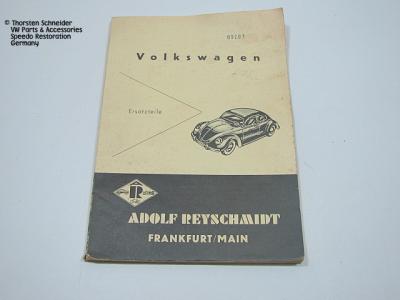 © Thorsten Schneider
VW Parts & Accessories
Speedo Restoration
Germany
Volkswagen
Ersatzteile
R
ADOLF REYSCHMIDT
FRANKFURT/MAIN